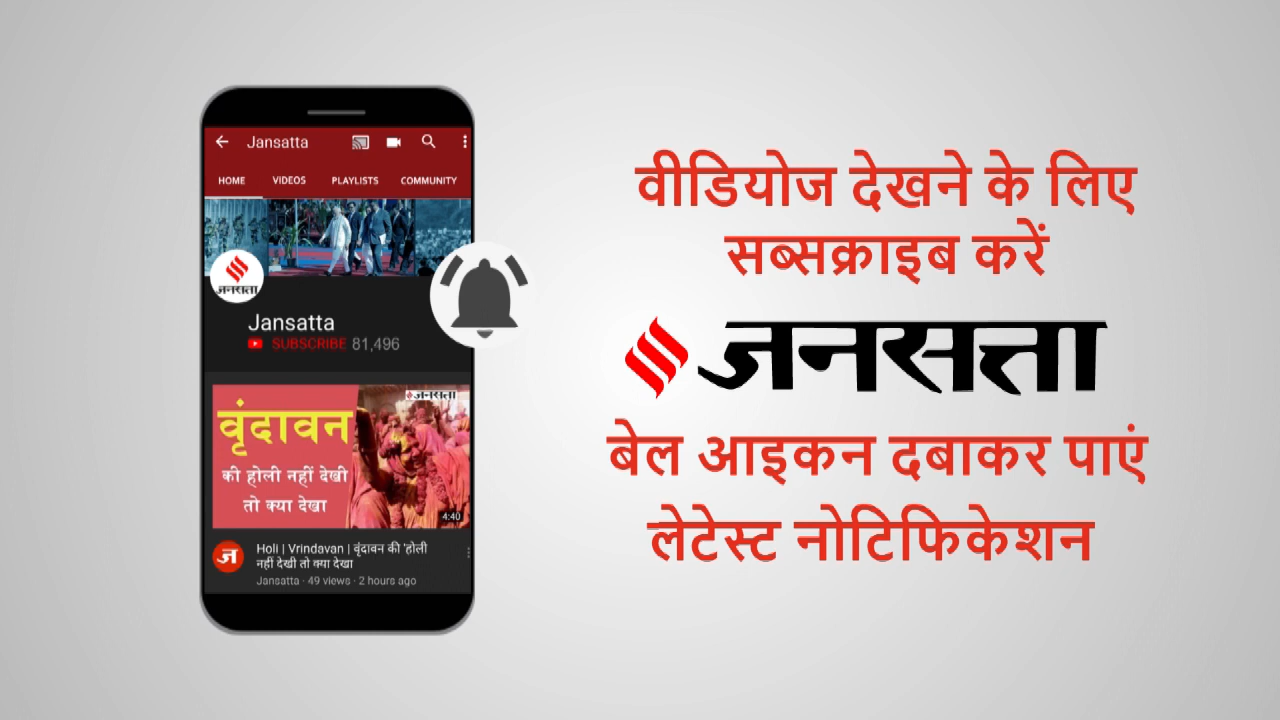 Jansatta
HOME VIDEOS PLAYLISTS COMMUNITY
जनसत्ता
Jansatta
SUBSCRIBE 81,496
जनसत्ता
वृंदावन
की होली नहीं देखी
तो क्या देखा
4:40
ज
Holi | Vrindavan | वृंदावन की 'होली
नहीं देखी तो क्या देखा
Jansatta · 49 views · 2 hours ago
वीडियोज देखने के लिए
सब्सक्राइब करें
जनसत्ता
बेल आइकन दबाकर पाएं
लेटेस्ट नोटिफिकेशन